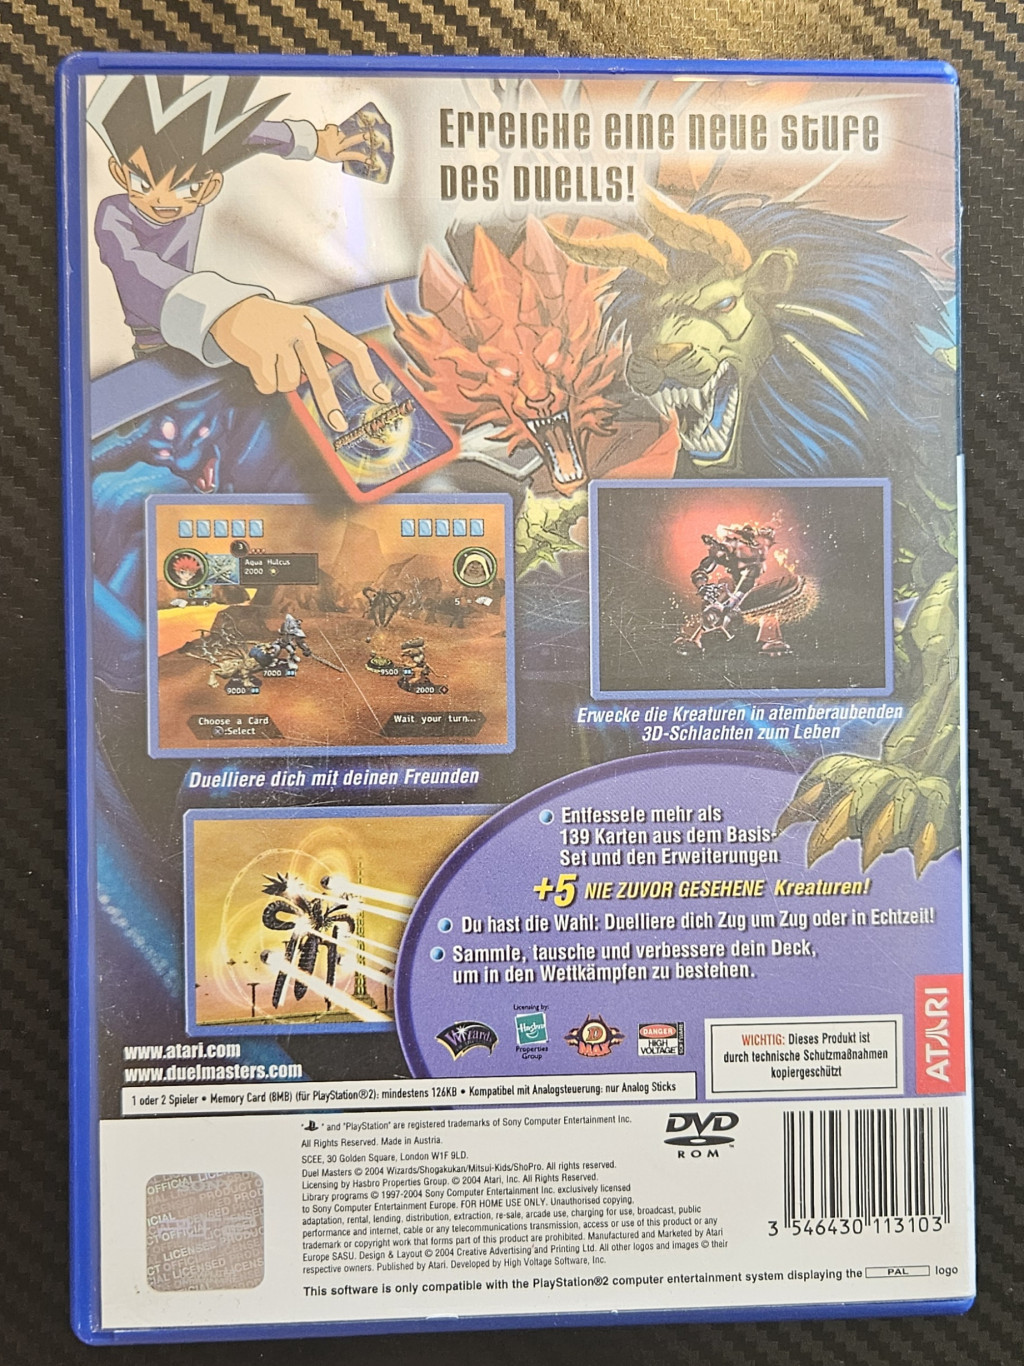 Erreiche eine neue Stufe
des Duells!
Aqua Hulcus
2000
3
5
7000
9000
9500
2000
Choose a Card
:Select
Wait your turn...
Duelliere dich mit deinen Freunden
Erwecke die Kreaturen in atemberaubenden
3D-Schlachten zum Leben
Entfessele mehr als
139 Karten aus dem Basis-
Set und den Erweiterungen
+5 NIE ZUVOR GESEHENE Kreaturen!
Du hast die Wahl: Duelliere dich Zug um Zug oder in Echtzeit!
Sammle, tausche und verbessere dein Deck,
um in den Wettkämpfen zu bestehen.
www.atari.com
www.duelmasters.com
Wizards
Licensing by:
Hasbro
Properties
Group
D
MAX
DANGER
HIGH
VOLTAGE
WICHTIG: Dieses Produkt ist
durch technische Schutzmaßnahmen
kopiergeschützt
ATARI
1 oder 2 Spieler • Memory Card (8MB) (für PlayStation®2): mindestens 126KB • Kompatibel mit Analogsteuerung: nur Analog Sticks
" " and "PlayStation" are registered trademarks of Sony Computer Entertainment Inc.
All Rights Reserved. Made in Austria.
SCEE, 30 Golden Square, London W1F 9LD.
Duel Masters © 2004 Wizards/Shogakukan/Mitsui-Kids/ShoPro. All rights reserved.
Licensing by Hasbro Properties Group. © 2004 Atari, Inc. All Rights Reserved.
Library programs © 1997-2004 Sony Computer Entertainment Inc. exclusively licensed
to Sony Computer Entertainment Europe. FOR HOME USE ONLY. Unauthorised copying,
adaptation, rental, lending, distribution, extraction, re-sale, arcade use, charging for use, broadcast, public
performance and internet, cable or any telecommunications transmission, access or use of this product or any
trademark or copyright work that forms part of this product are prohibited. Manufactured and Marketed by Atari
Europe SASU. Design & Layout © 2004 Creative Advertising and Printing Ltd. All other logos and images © their
respective owners. Published by Atari. Developed by High Voltage Software, Inc.
This software is only compatible with the PlayStation®2 computer entertainment system displaying the PAL logo
DVD
ROM
3 546430 113103
OFFICIAL LICENSED PRODUCT